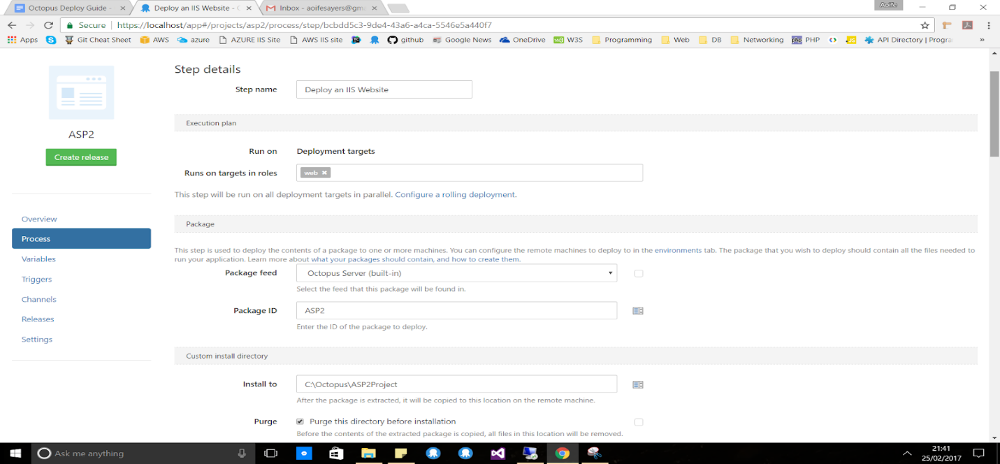 Octopus Deploy Guide -
Deploy an IIS Website -
Inbox - aoifesayers@gma
Aoife
Secure
https://localhost/app#/projects/asp2/process/step/bcbdd5c3-9de4-43a6-a4ca-5546e5a440f7
Apps
Git Cheat Sheet
AWS
azure
AZURE IIS Site
AWS IIS site
github
Google News
OneDrive
W3S
Programming
Web
DB
Networking
PHP
JS
API Directory | Progra
»
Step details
Step name
Deploy an IIS Website
ASP2
Create release
Execution plan
Run on
Deployment targets
Runs on targets in roles
web
This step will be run on all deployment targets in parallel. Configure a rolling deployment.
Overview
Process
Variables
Triggers
Channels
Releases
Settings
Package
This step is used to deploy the contents of a package to one or more machines. You can configure the remote machines to deploy to in the environments tab. The package that you wish to deploy should contain all the files needed to
run your application. Learn more about what your packages should contain, and how to create them.
Package feed
Octopus Server (built-in)
Select the feed that this package will be found in.
Package ID
ASP2
Enter the ID of the package to deploy.
Custom install directory
Install to
C:\Octopus\ASP2Project
After the package is extracted, it will be copied to this location on the remote machine.
Purge
Purge this directory before installation
Before the contents of the extracted package is copied, all files in this location will be removed.
Ask me anything
21:41
25/02/2017